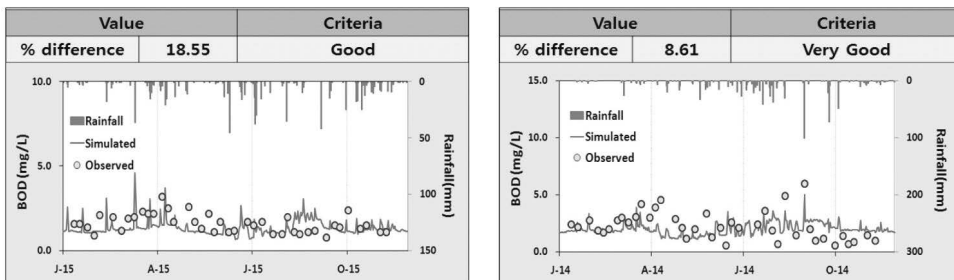 Value Criteria
% difference 18.55 Good
10.0
5.0
0.0
BOD (mg/L)
0
50
100
150
Rainfall(mm)
Rainfall
Simulated
Observed
J-15 A-15 J-15 O-15
Value Criteria
% difference 8.61 Very Good
15.0
10.0
5.0
0.0
BOD (mg/L)
0
100
200
300
Rainfall(mm)
Rainfall
Simulated
Observed
J-14 A-14 J-14 O-14